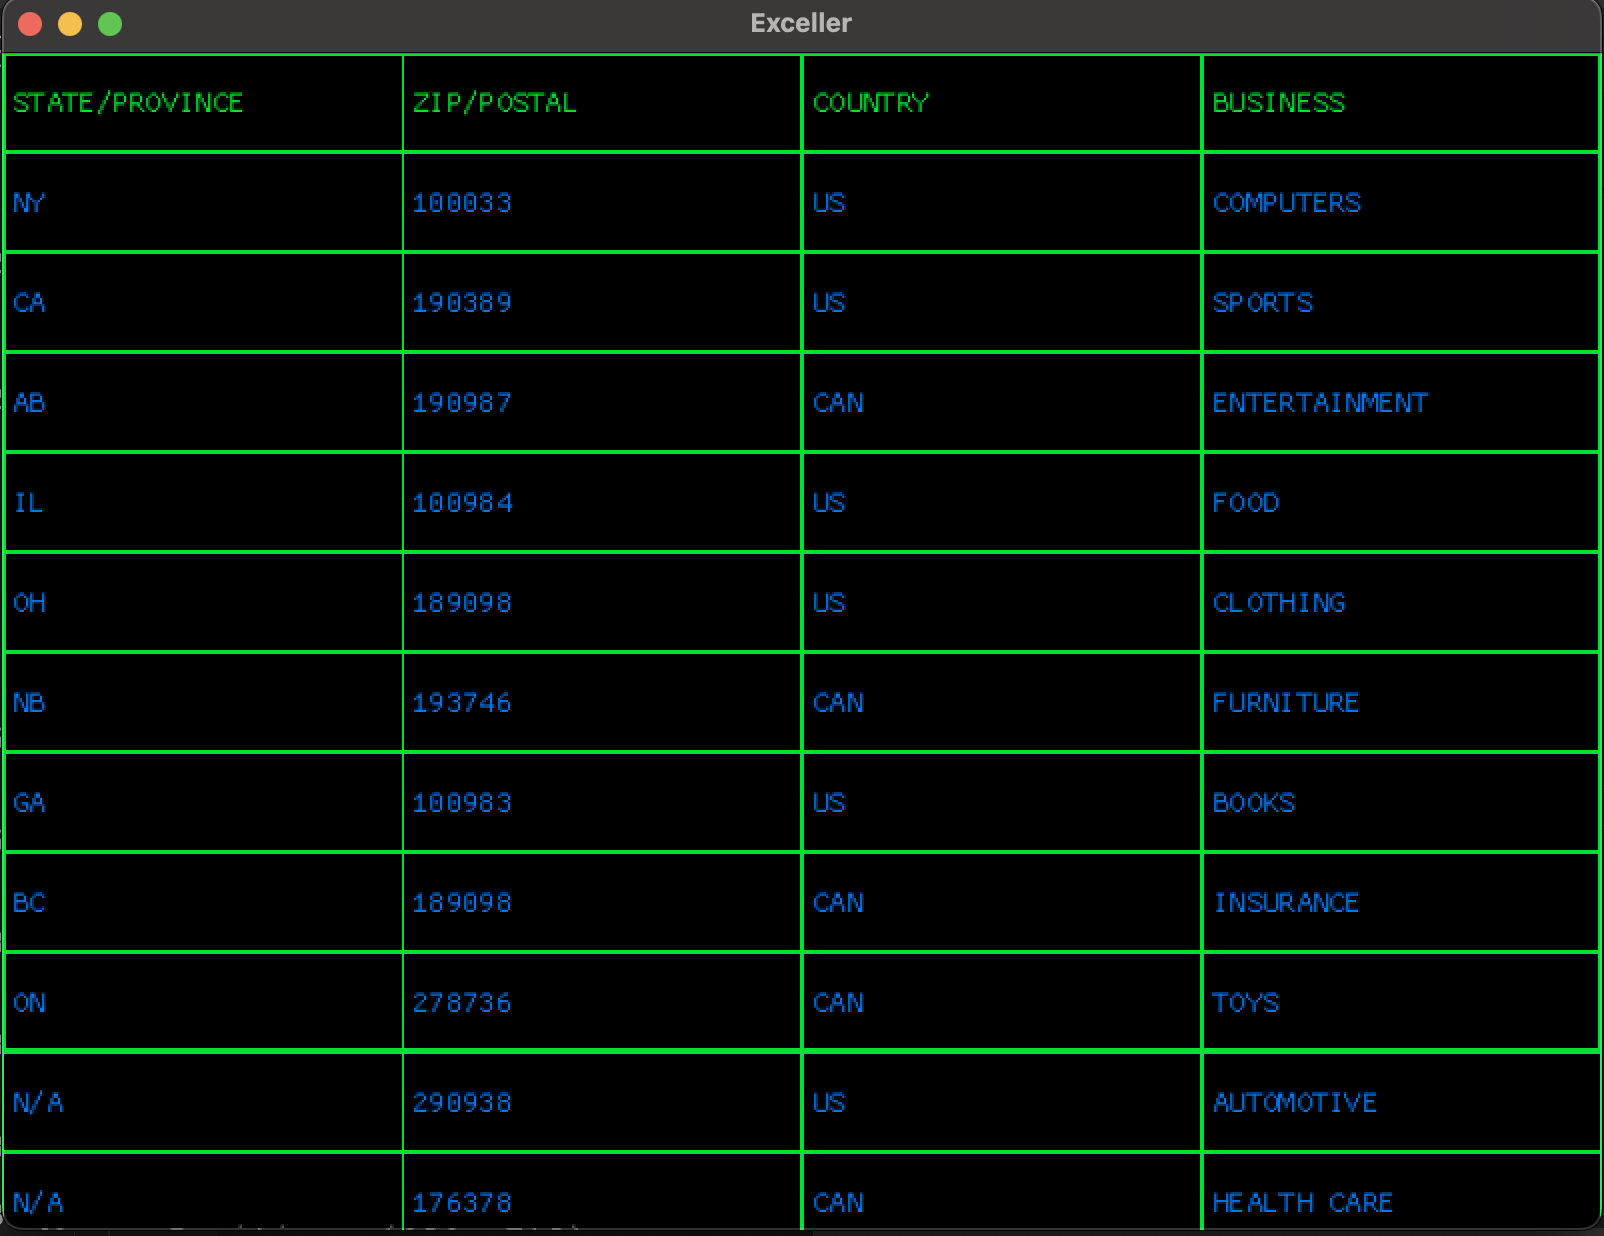 Exceller
STATE/PROVINCE ZIP/POSTAL COUNTRY BUSINESS
NY 100033 US COMPUTERS
CA 190389 US SPORTS
AB 190987 CAN ENTERTAINMENT
IL 100984 US FOOD
OH 189098 US CLOTHING
NB 193746 CAN FURNITURE
GA 100983 US BOOKS
BC 189098 CAN INSURANCE
ON 278736 CAN TOYS
N/A 290938 US AUTOMOTIVE
N/A 176378 CAN HEALTH CARE